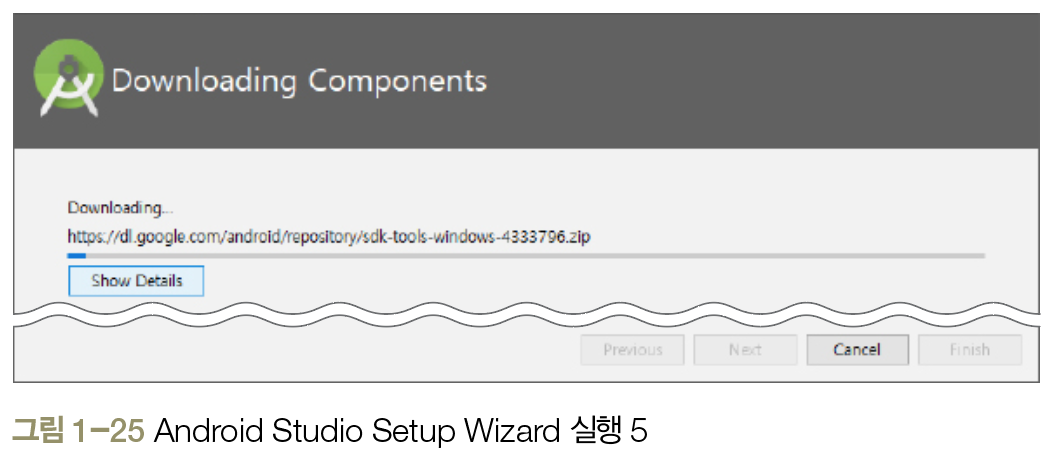 Downloading Components
Downloading...
https://dl.google.com/android/repository/sdk-tools-windows-4333796.zip
Show Details
Previous Next Cancel Finish
그림 1-25 Android Studio Setup Wizard 실행 5